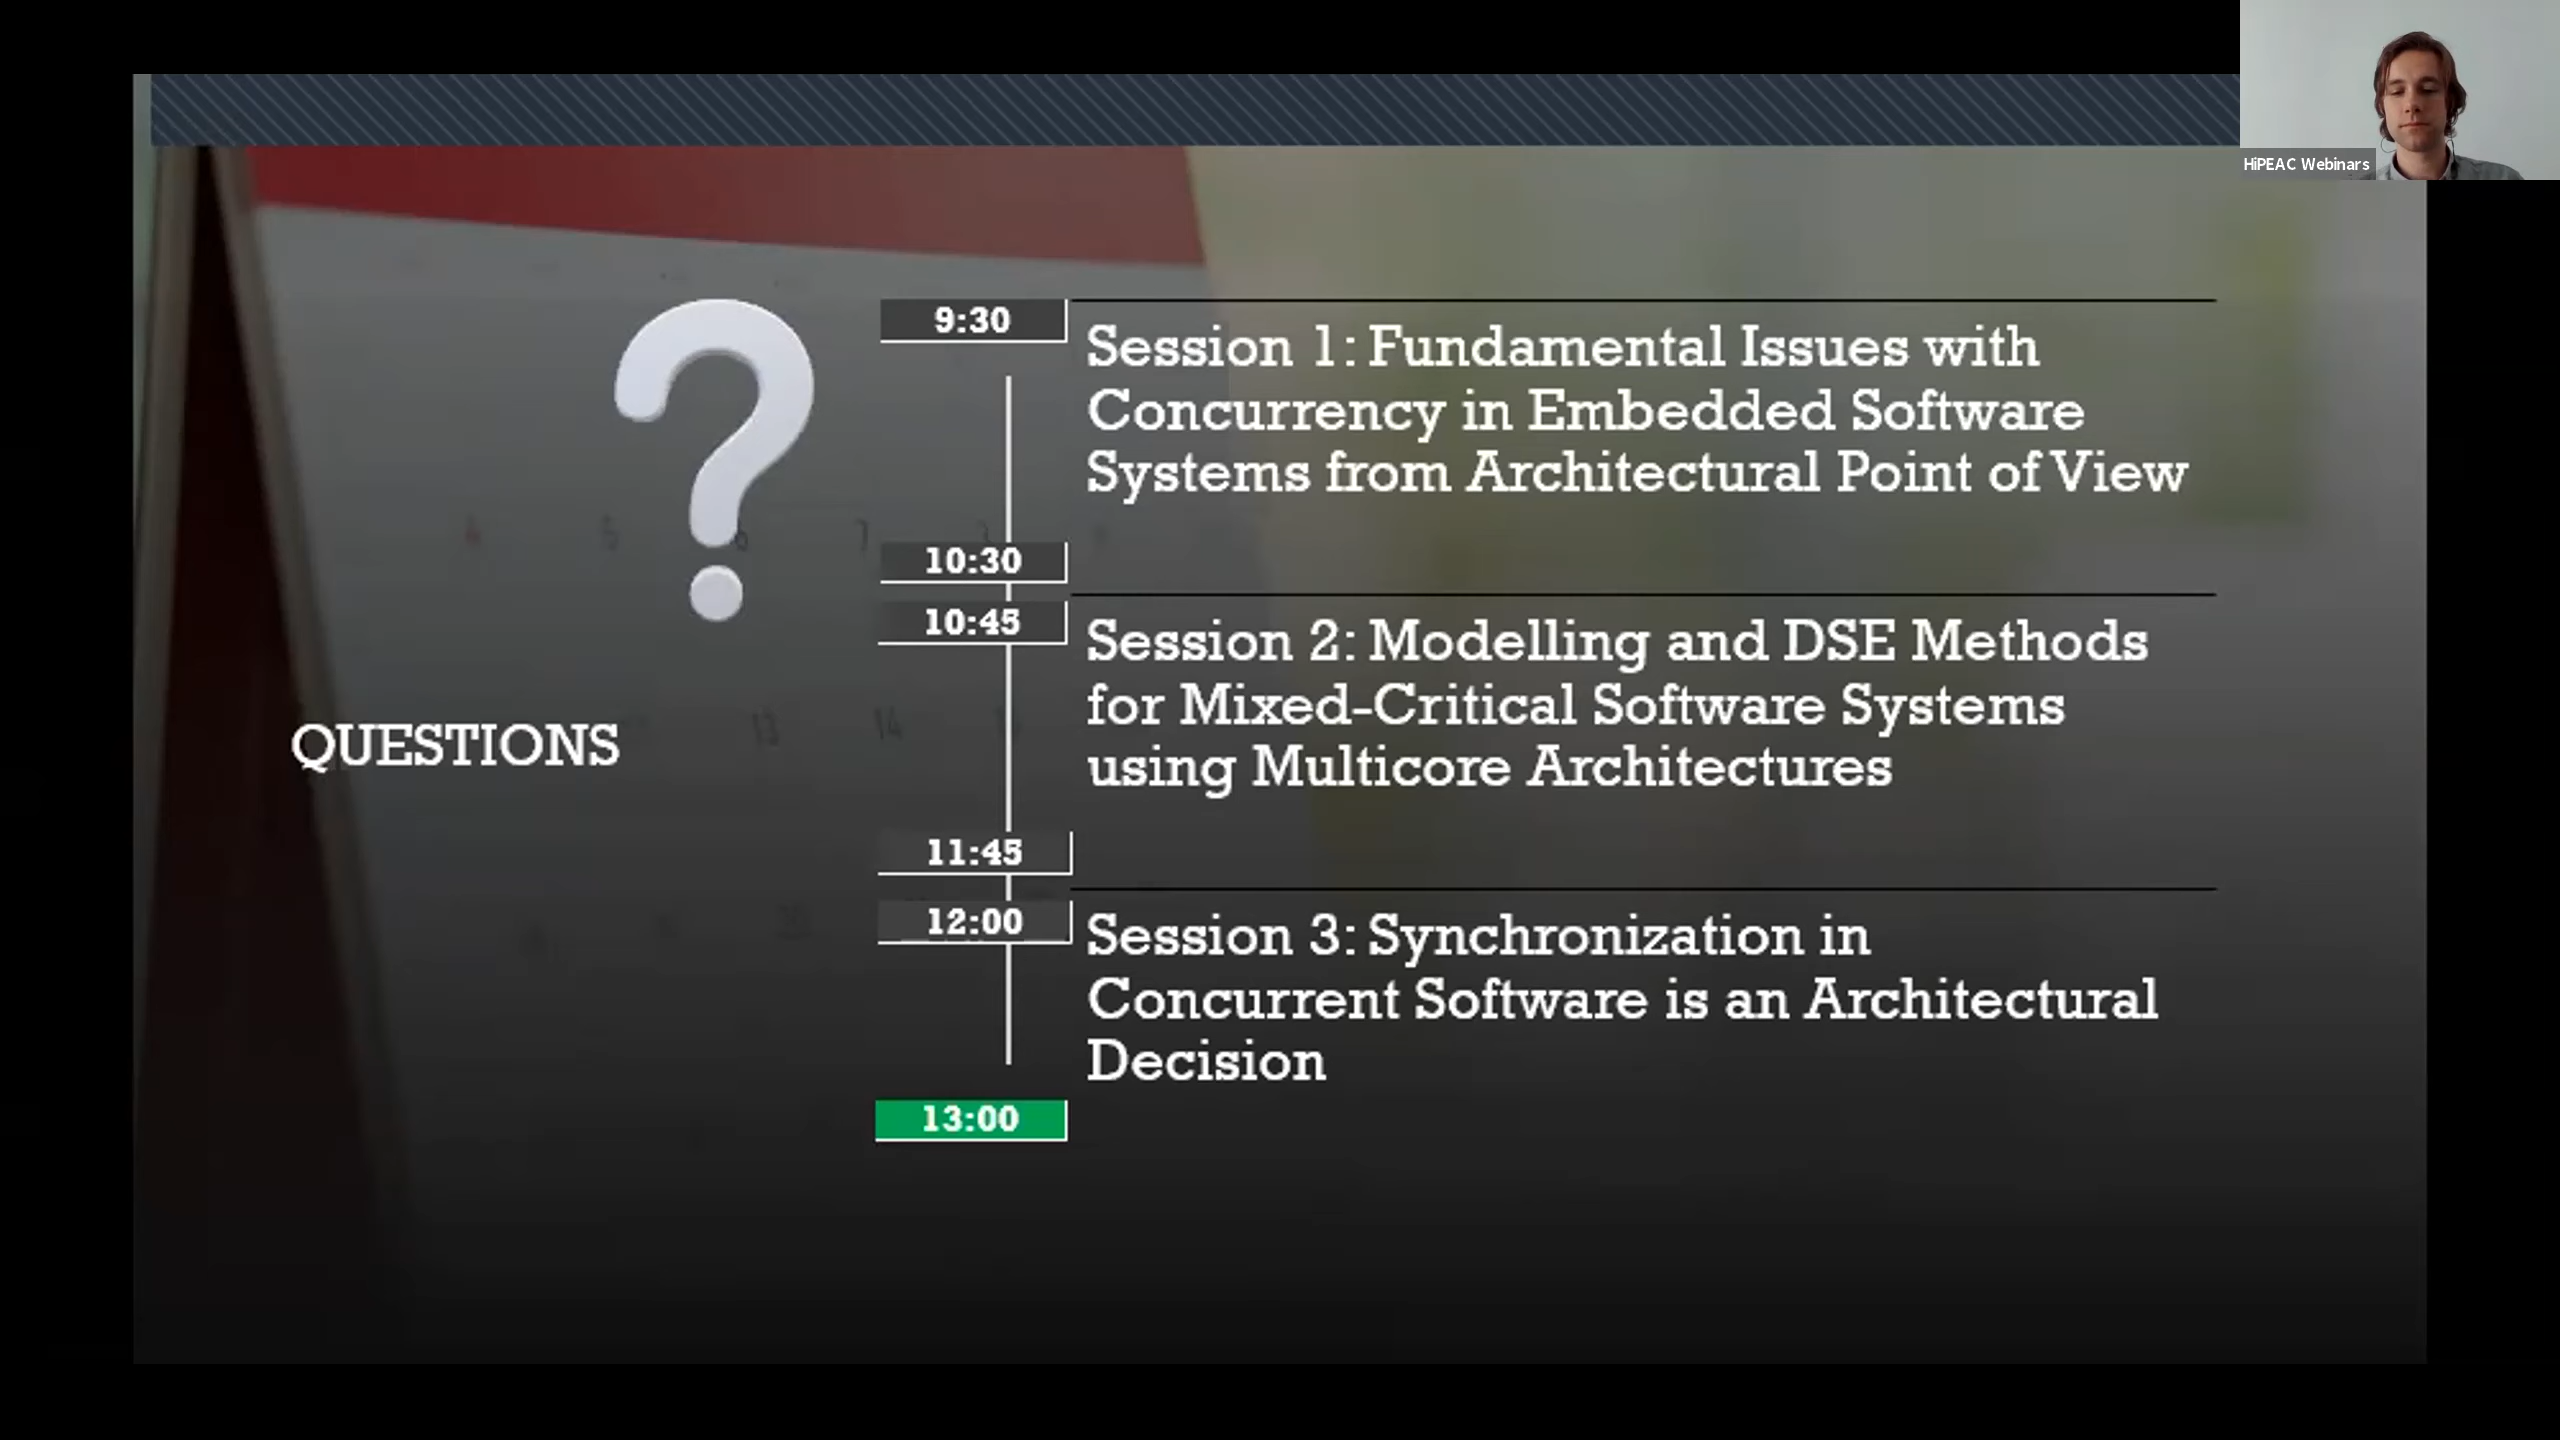 HiPEAC Webinars
?
QUESTIONS
9:30
Session 1: Fundamental Issues with
Concurrency in Embedded Software
Systems from Architectural Point of View
10:30
10:45
Session 2: Modelling and DSE Methods
for Mixed-Critical Software Systems
using Multicore Architectures
11:45
12:00
Session 3: Synchronization in
Concurrent Software is an Architectural
Decision
13:00